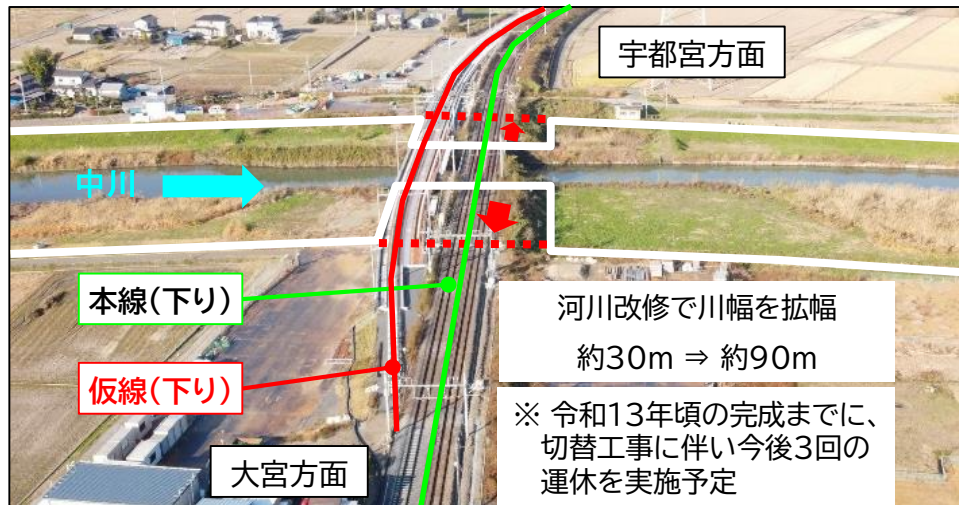 宇都宮方面
中川
本線(下り)
仮線(下り)
大宮方面
河川改修で川幅を拡幅
約30m ⇒ 約90m
※ 令和13年頃の完成までに、
切替工事に伴い今後3回の
運休を実施予定